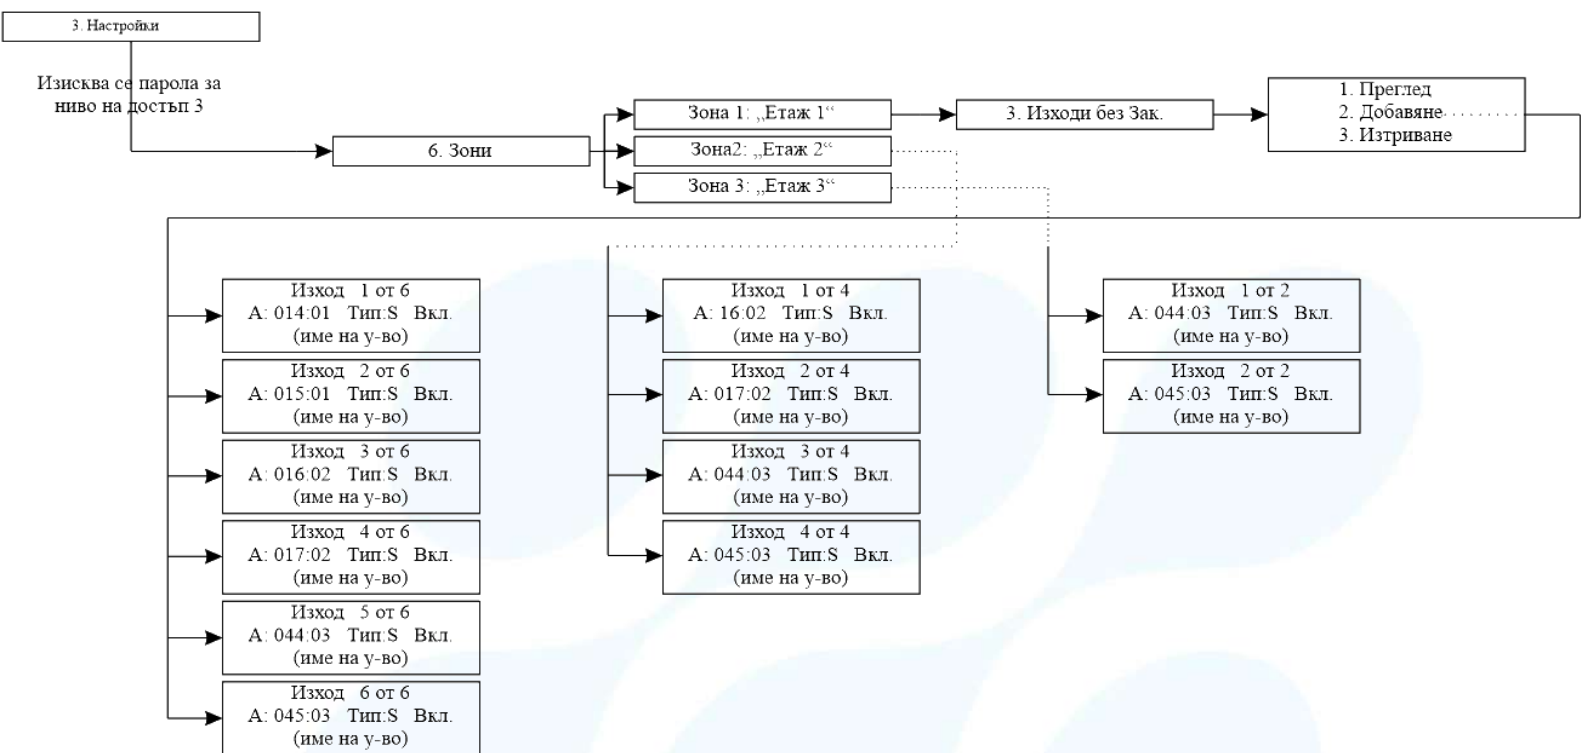 3. Настройки
Изисква се парола за
ниво на достъп 3
6. Зони
Зона 1: „Етаж 1“
Зона2: „Етаж 2“
Зона 3: „Етаж 3“
3. Изходи без Зак.
1. Преглед
2. Добавяне
3. Изтриване
Изход 1 от 6
А: 014:01 Тип:S Вкл.
(име на у-во)
Изход 2 от 6
А: 015:01 Тип:S Вкл.
(име на у-во)
Изход 3 от 6
А: 016:02 Тип:S Вкл.
(име на у-во)
Изход 4 от 6
А: 017:02 Тип:S Вкл.
(име на у-во)
Изход 5 от 6
А: 044:03 Тип:S Вкл.
(име на у-во)
Изход 6 от 6
А: 045:03 Тип:S Вкл.
(име на у-во)
Изход 1 от 4
А: 16:02 Тип:S Вкл.
(име на у-во)
Изход 2 от 4
А: 017:02 Тип:S Вкл.
(име на у-во)
Изход 3 от 4
А: 044:03 Тип:S Вкл.
(име на у-во)
Изход 4 от 4
А: 045:03 Тип:S Вкл.
(име на у-во)
Изход 1 от 2
А: 044:03 Тип:S Вкл.
(име на у-во)
Изход 2 от 2
А: 045:03 Тип:S Вкл.
(име на у-во)